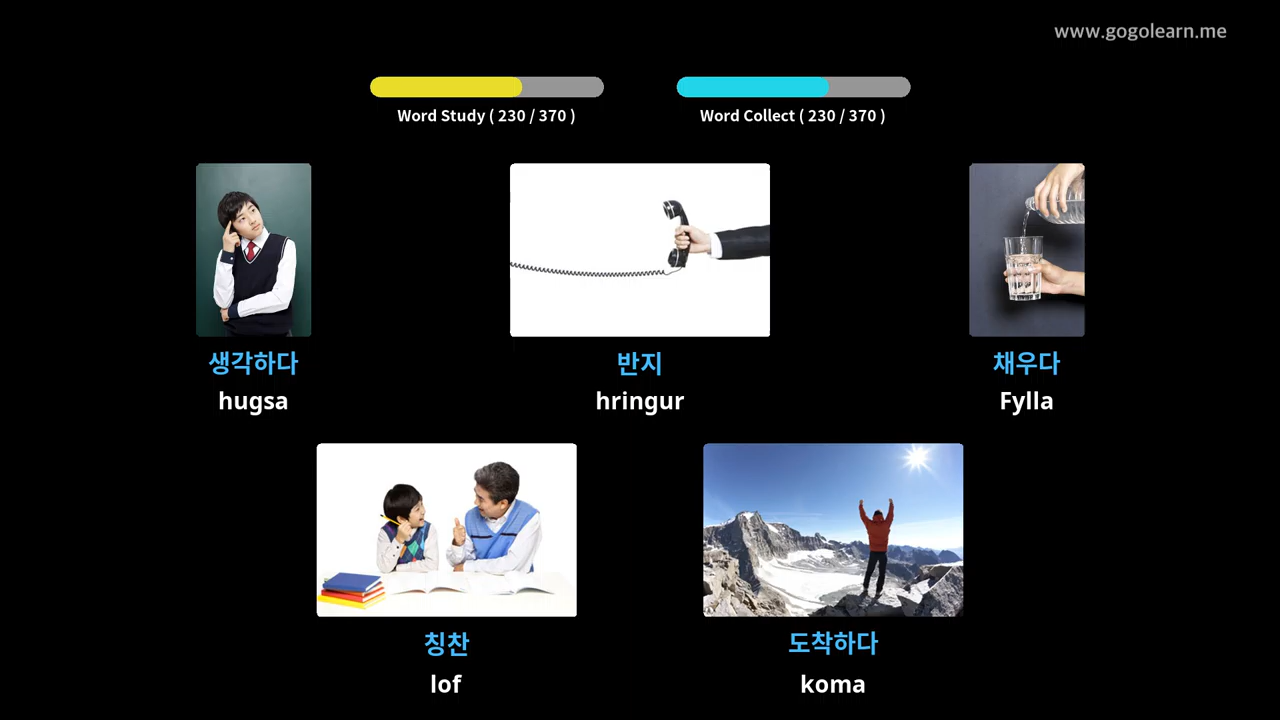 www.gogolearn.me
Word Study ( 230 / 370 )
Word Collect ( 230 / 370 )
생각하다
hugsa
반지
hringur
채우다
Fylla
칭찬
lof
도착하다
koma